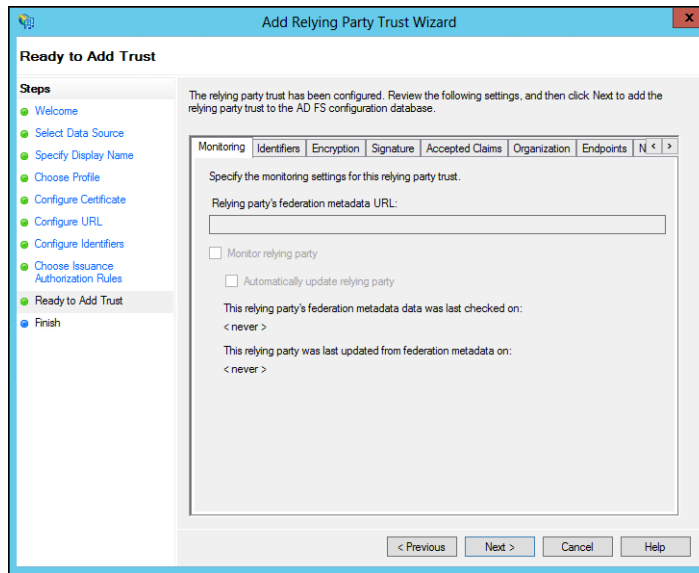 Add Relying Party Trust Wizard
x
Ready to Add Trust
Steps
Welcome
Select Data Source
Specify Display Name
Choose Profile
Configure Certificate
Configure URL
Configure Identifiers
Choose Issuance
Authorization Rules
Ready to Add Trust
Finish
The relying party trust has been configured. Review the following settings, and then click Next to add the
relying party trust to the AD FS configuration database.
Monitoring Identifiers Encryption Signature Accepted Claims Organization Endpoints N < >
Specify the monitoring settings for this relying party trust.
Relying party's federation metadata URL:
Monitor relying party
Automatically update relying party
This relying party's federation metadata data was last checked on:
< never >
This relying party was last updated from federation metadata on:
< never >
< Previous Next > Cancel Help